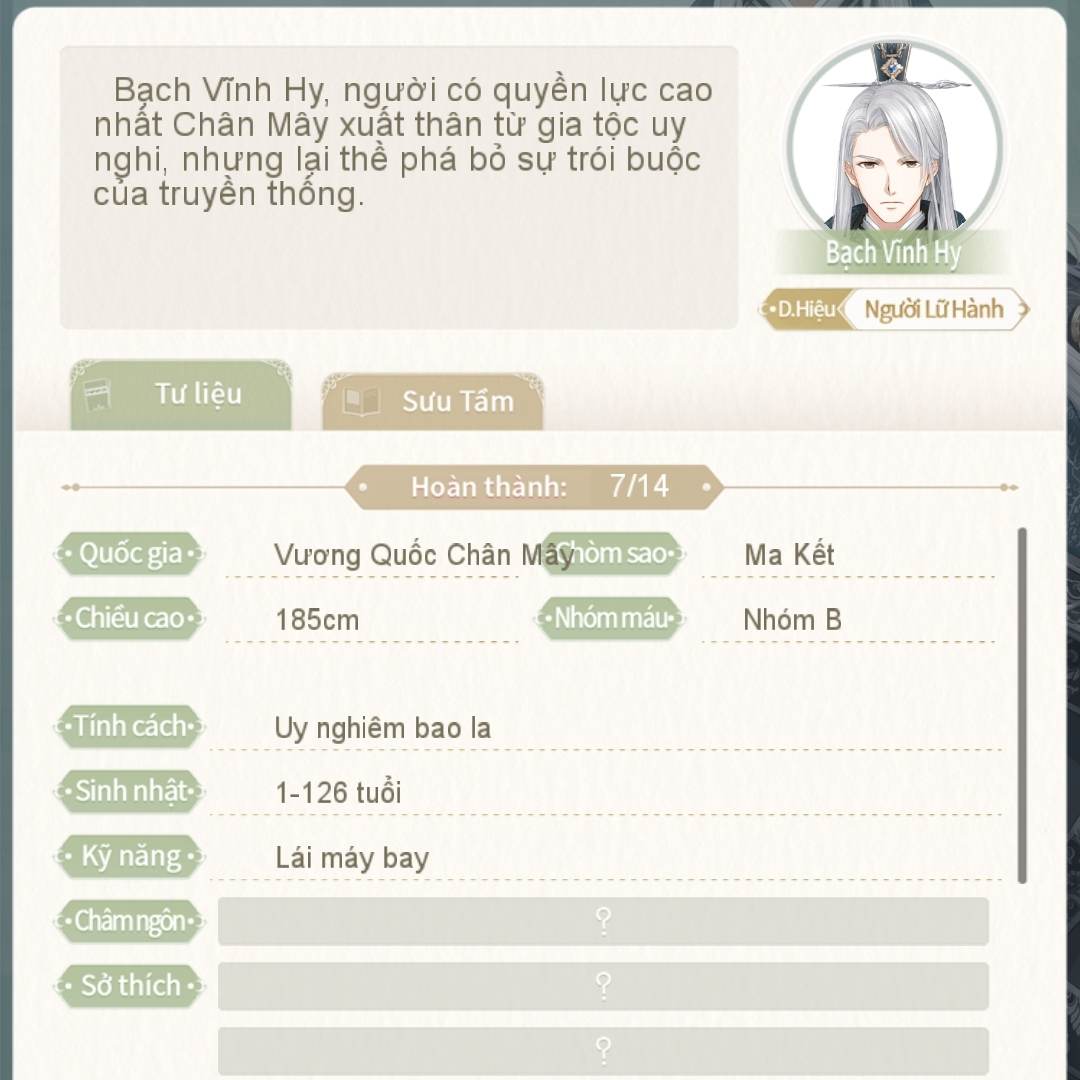 Bạch Vĩnh Hy, người có quyền lực cao
nhất Chân Mây xuất thân từ gia tộc uy
nghi, nhưng lại thề phá bỏ sự trói buộc
của truyền thống.
Bạch Vĩnh Hy
D.Hiệu Người Lữ Hành
Tư liệu Sưu Tầm
Hoàn thành: 7/14
Quốc gia Vương Quốc Chân Mây Chòm sao Ma Kết
Chiều cao 185cm Nhóm máu Nhóm B
Tính cách Uy nghiêm bao la
Sinh nhật 1-126 tuổi
Kỹ năng Lái máy bay
Châm ngôn ?
Sở thích ?
?